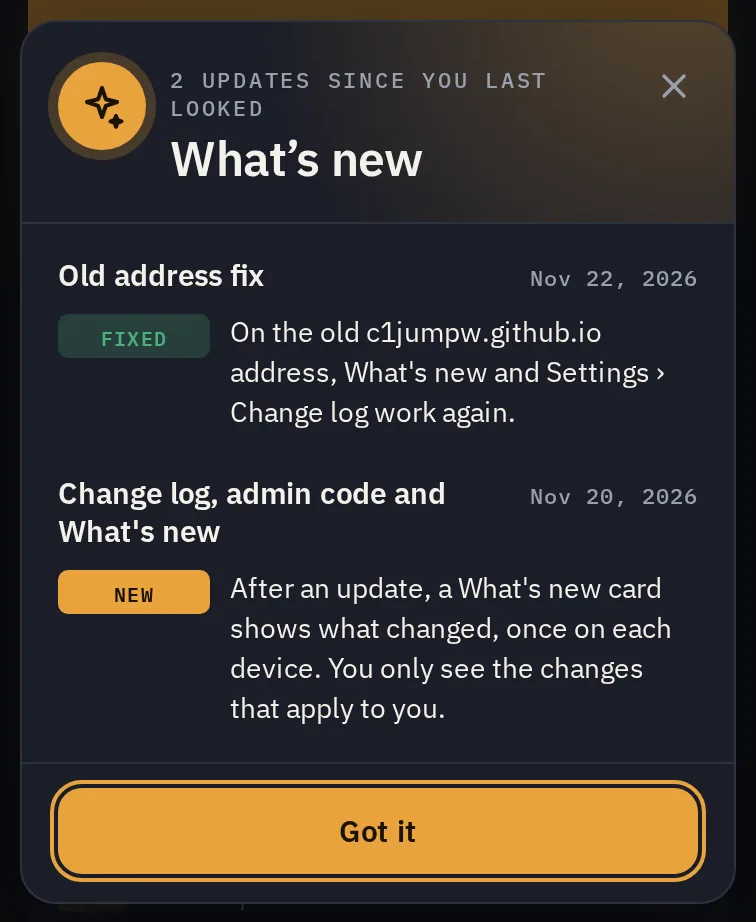 2 UPDATES SINCE YOU LAST
LOOKED
What’s new
Old address fix
Nov 22, 2026
FIXED
On the old c1jumpw.github.io
address, What's new and Settings ›
Change log work again.
Change log, admin code and
What's new
Nov 20, 2026
NEW
After an update, a What's new card
shows what changed, once on each
device. You only see the changes
that apply to you.
Got it